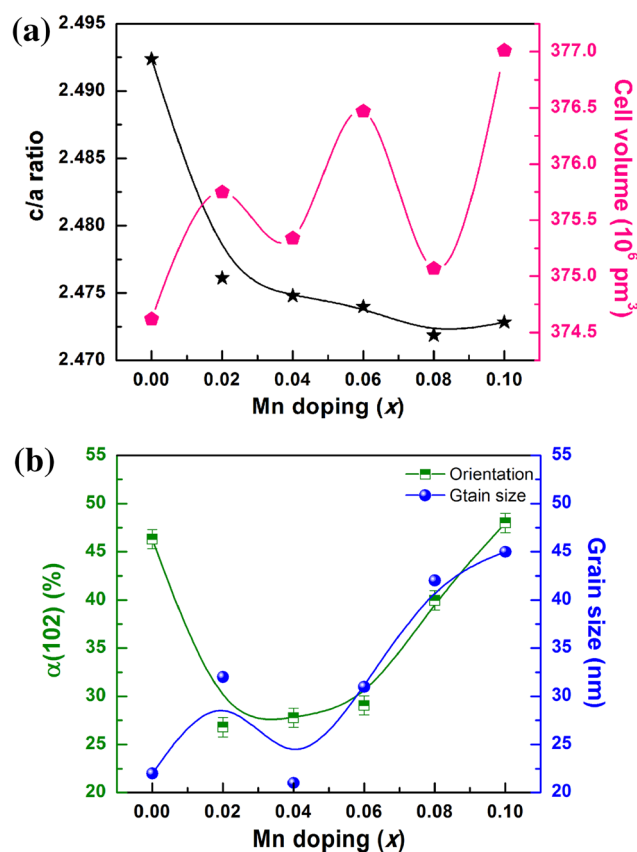 (a)
2.495
2.490
2.485
2.480
2.475
2.470
c/a ratio
377.0
376.5
376.0
375.5
375.0
374.5
Cell volume (10⁶ pm³)
0.00 0.02 0.04 0.06 0.08 0.10
Mn doping (x)
(b)
55
50
45
40
35
30
25
20
α(102) (%)
Orientation
Gtain size
55
50
45
40
35
30
25
20
Grain size (nm)
0.00 0.02 0.04 0.06 0.08 0.10
Mn doping (x)